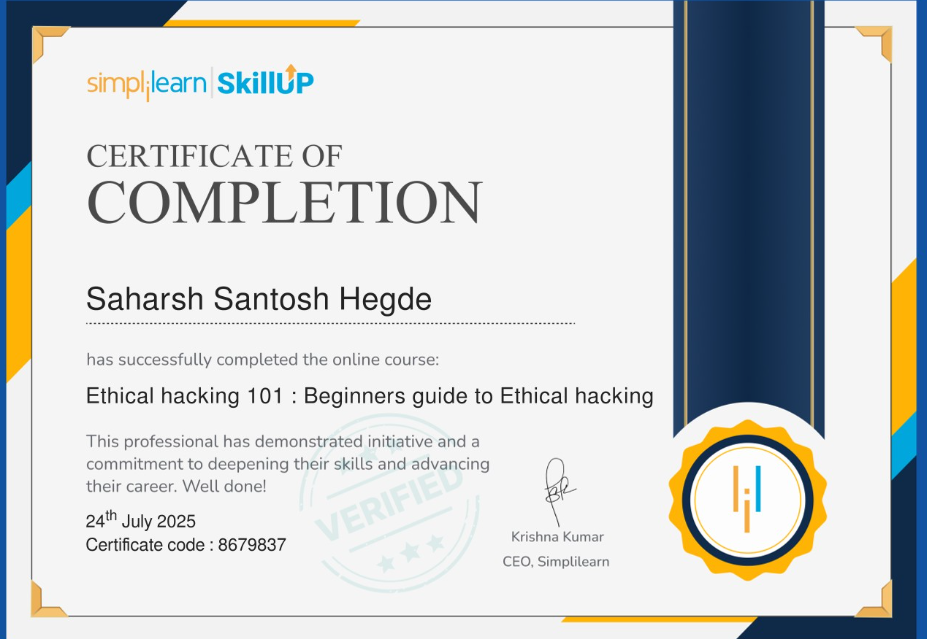 simplilearn | SkillUP
CERTIFICATE OF
COMPLETION
Saharsh Santosh Hegde
has successfully completed the online course:
Ethical hacking 101 : Beginners guide to Ethical hacking
This professional has demonstrated initiative and a
commitment to deepening their skills and advancing
their career. Well done!
VERIFIED
24th July 2025
Certificate code : 8679837
Krishna Kumar
CEO, Simplilearn